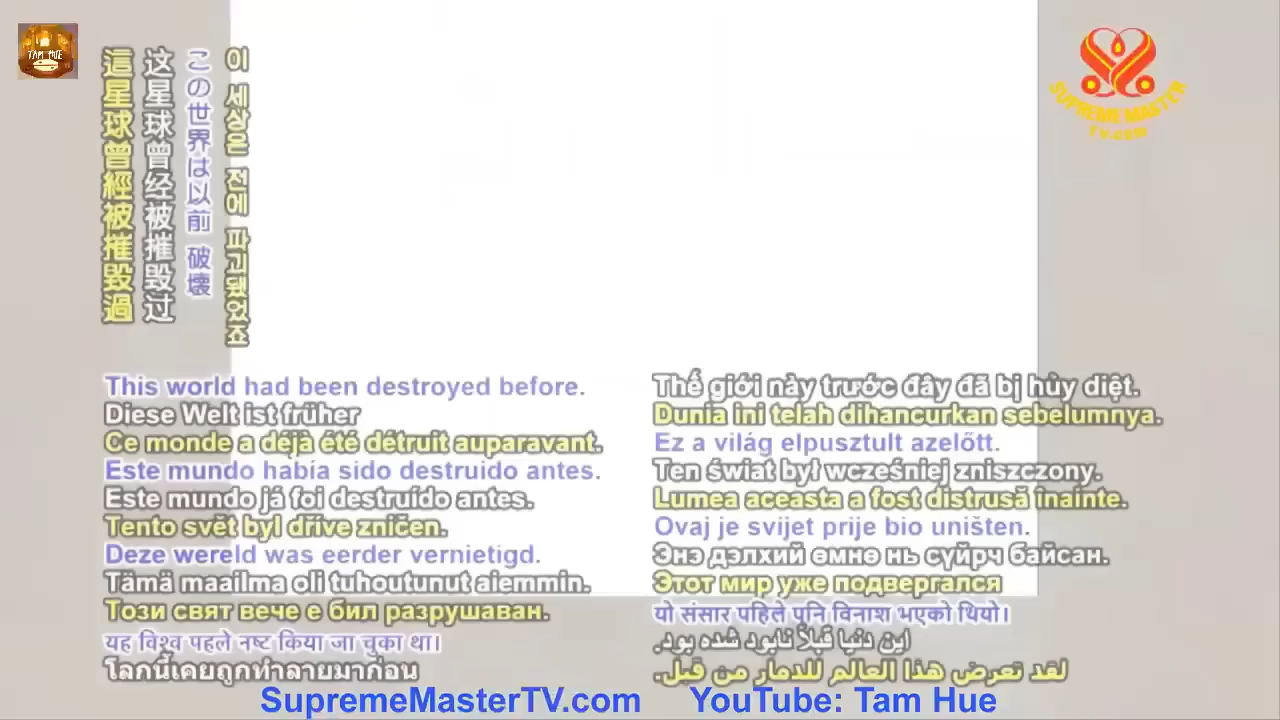 TAM HUE
SUPREME MASTER
TV.com
這星球曾經被摧毀過
这星球曾经被摧毁过
この世界は以前 破壊
이 세상은 전에 파괴됐었죠
This world had been destroyed before.
Diese Welt ist früher
Ce monde a déjà été détruit auparavant.
Este mundo había sido destruido antes.
Este mundo já foi destruído antes.
Tento svět byl dříve zničen.
Deze wereld was eerder vernietigd.
Tämä maailma oli tuhoutunut aiemmin.
Този свят вече е бил разрушаван.
यह विश्व पहले नष्ट किया जा चुका था।
โลกนี้เคยถูกทำลายมาก่อน
Thế giới này trước đây đã bị hủy diệt.
Dunia ini telah dihancurkan sebelumnya.
Ez a világ elpusztult azelőtt.
Ten świat był wcześniej zniszczony.
Lumea aceasta a fost distrusă inainte.
Ovaj je svijet prije bio uništen.
Энэ дэлхий өмнө нь сүйрч байсан.
Этот мир уже подвергался
यो संसार पहिले पनि विनाश भएको थियो।
این دنیا قبلاً نابود شده بود.
لقد تعرض هذا العالم للدمار من قبل.
SupremeMasterTV.com YouTube: Tam Hue